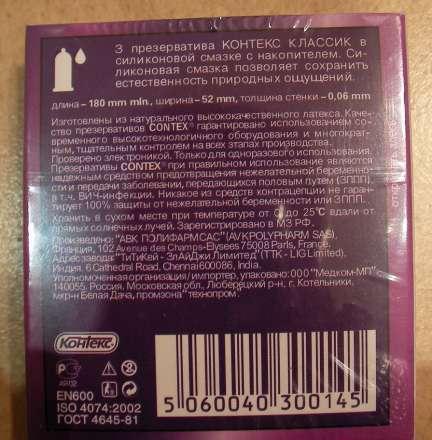 3 презерватива КОНТЕКС КЛАССИК в
силиконовой смазке с накопителем. Си-
ликоновая смазка позволяет сохранить
естественность природных ощущений.
длина – 180 mm mln., ширина – 52 mm, толщина стенки – 0,06 mm
Изготовлены из натурального высококачественного латекса. Каче-
ство презервативов CONTEX® гарантировано использованием со-
временного высокотехнологичного оборудования и многократ-
ным, тщательным контролем на всех этапах производства.
Проверено электроникой. Только для одноразового использования.
Презервативы CONTEX® при правильном использовании являются
надежным средством предотвращения нежелательной беременно-
сти и передачи заболеваний, передающихся половым путем (ЗППП),
в т.ч. ВИЧ-инфекции. Никакое из средств контрацепции не гаран-
тирует 100% защиты от нежелательной беременности или ЗППП.
Хранить в сухом месте при температуре от до 25°C вдали от
прямых солнечных лучей. Зарегистрировано в МЗ РФ.
Произведено: "АВК ПОЛИФАРМСАС" (AVKPOLYPHARM SAS),
Франция, 102 Avenue des Champs-Elysees 75008 Paris, France.
Адрес завода: "ТиТиКей - ЭлАйДжи Лимитед" (TTK - LIG Limited),
Индия, 6 Cathedral Road, Chennai 600086, India.
Уполномоченная организация / импортер, упаковано: ООО "Медком-МП"
140055, Россия, Московская обл., Люберецкий р-н, г. Котельники,
мкр-н Белая Дача, промзона "технопром".
КОНТЕКС.
EN600
ISO 4074:2002
ГОСТ 4645-81
5 060040 300145